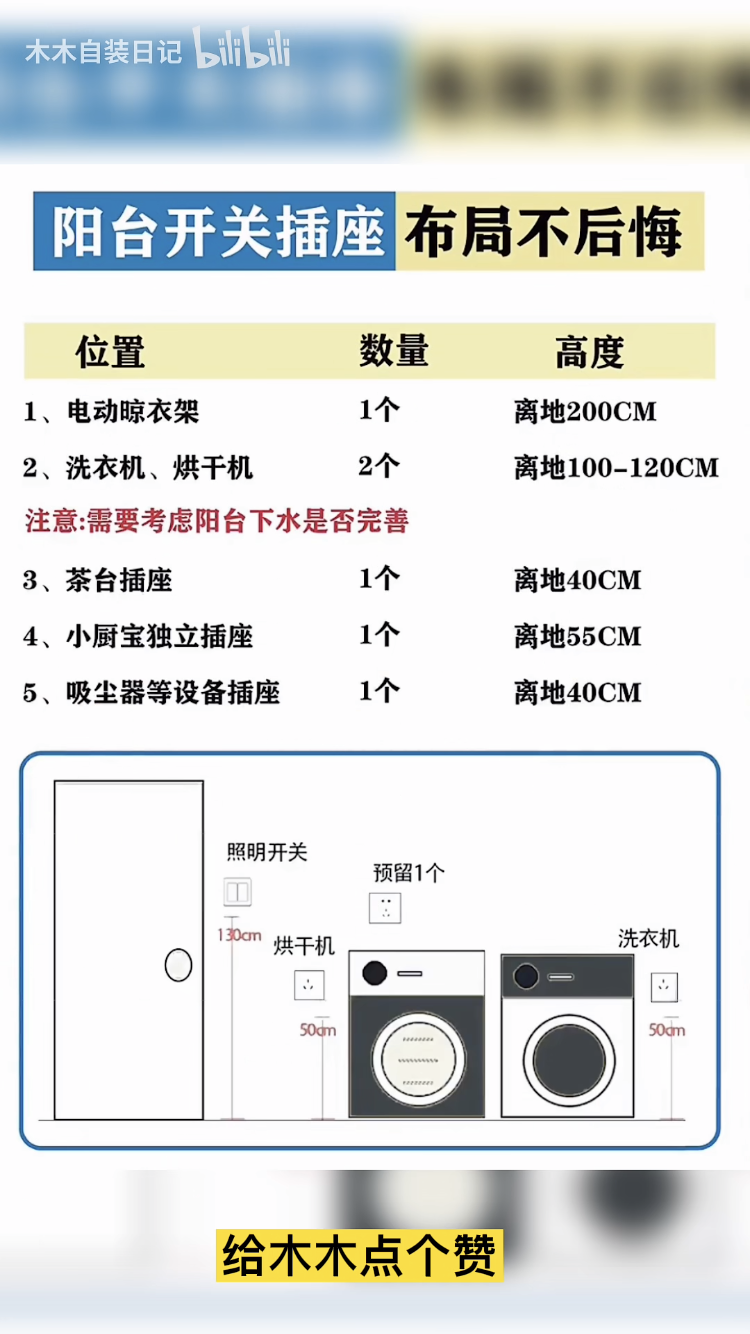 木木自装日记 bilibili
阳台开关插座 布局不后悔
位置 数量 高度
1、电动晾衣架 1个 离地200CM
2、洗衣机、烘干机 2个 离地100-120CM
注意:需要考虑阳台下水是否完善
3、茶台插座 1个 离地40CM
4、小厨宝独立插座 1个 离地55CM
5、吸尘器等设备插座 1个 离地40CM
照明开关
预留1个
130cm
烘干机
洗衣机
50cm
50cm
给木木点个赞